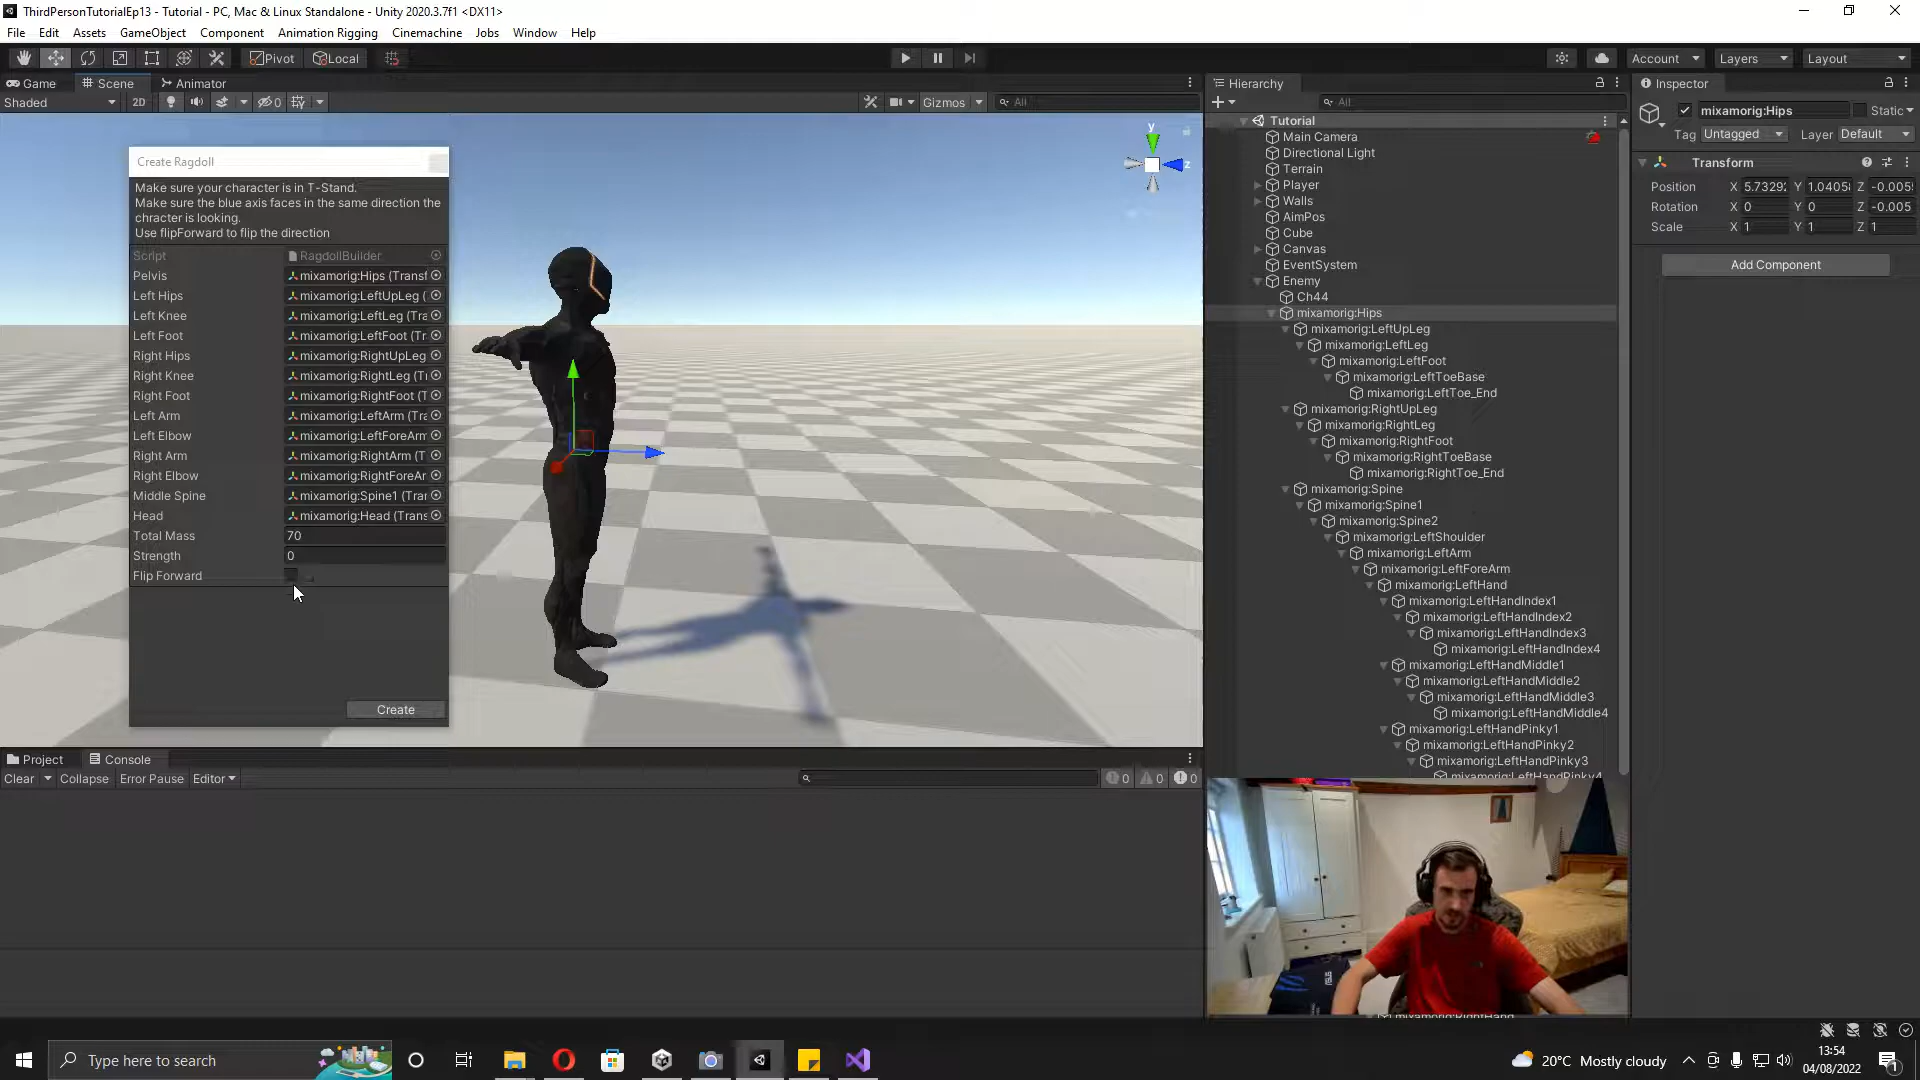 ThirdPersonTutorialEp13 - Tutorial - PC, Mac & Linux Standalone - Unity 2020.3.7f1 <DX11>
File Edit Assets GameObject Component Animation Rigging Cinemachine Jobs Window Help
Pivot Local
Account Layers Layout
Game Scene Animator
Shaded 2D 0 Gizmos All
y
z
Create Ragdoll
Make sure your character is in T-Stand.
Make sure the blue axis faces in the same direction the
chracter is looking.
Use flipForward to flip the direction
Script RagdollBuilder
Pelvis mixamorig:Hips (Transf
Left Hips mixamorig:LeftUpLeg (
Left Knee mixamorig:LeftLeg (Tra
Left Foot mixamorig:LeftFoot (Tr
Right Hips mixamorig:RightUpLeg
Right Knee mixamorig:RightLeg (Tr
Right Foot mixamorig:RightFoot (T
Left Arm mixamorig:LeftArm (Tra
Left Elbow mixamorig:LeftForeArm
Right Arm mixamorig:RightArm (T
Right Elbow mixamorig:RightForeAr
Middle Spine mixamorig:Spine1 (Tra
Head mixamorig:Head (Trans
Total Mass 70
Strength 0
Flip Forward
Create
Hierarchy
All
Tutorial
Main Camera
Directional Light
Terrain
Player
Walls
AimPos
Cube
Canvas
EventSystem
Enemy
Ch44
mixamorig:Hips
mixamorig:LeftUpLeg
mixamorig:LeftLeg
mixamorig:LeftFoot
mixamorig:LeftToeBase
mixamorig:LeftToe_End
mixamorig:RightUpLeg
mixamorig:RightLeg
mixamorig:RightFoot
mixamorig:RightToeBase
mixamorig:RightToe_End
mixamorig:Spine
mixamorig:Spine1
mixamorig:Spine2
mixamorig:LeftShoulder
mixamorig:LeftArm
mixamorig:LeftForeArm
mixamorig:LeftHand
mixamorig:LeftHandIndex1
mixamorig:LeftHandIndex2
mixamorig:LeftHandIndex3
mixamorig:LeftHandIndex4
mixamorig:LeftHandMiddle1
mixamorig:LeftHandMiddle2
mixamorig:LeftHandMiddle3
mixamorig:LeftHandMiddle4
mixamorig:LeftHandPinky1
mixamorig:LeftHandPinky2
mixamorig:LeftHandPinky3
mixamorig:LeftHandPinky4
mixamorig:RightHand
Inspector
mixamorig:Hips Static
Tag Untagged Layer Default
Transform
Position X 5.7329 Y 1.0405 Z -0.005
Rotation X 0 Y 0 Z -0.005
Scale X 1 Y 1 Z 1
Add Component
Project Console
Clear Collapse Error Pause Editor 0 0 0
Type here to search
20°C Mostly cloudy
13:54
04/08/2022
1